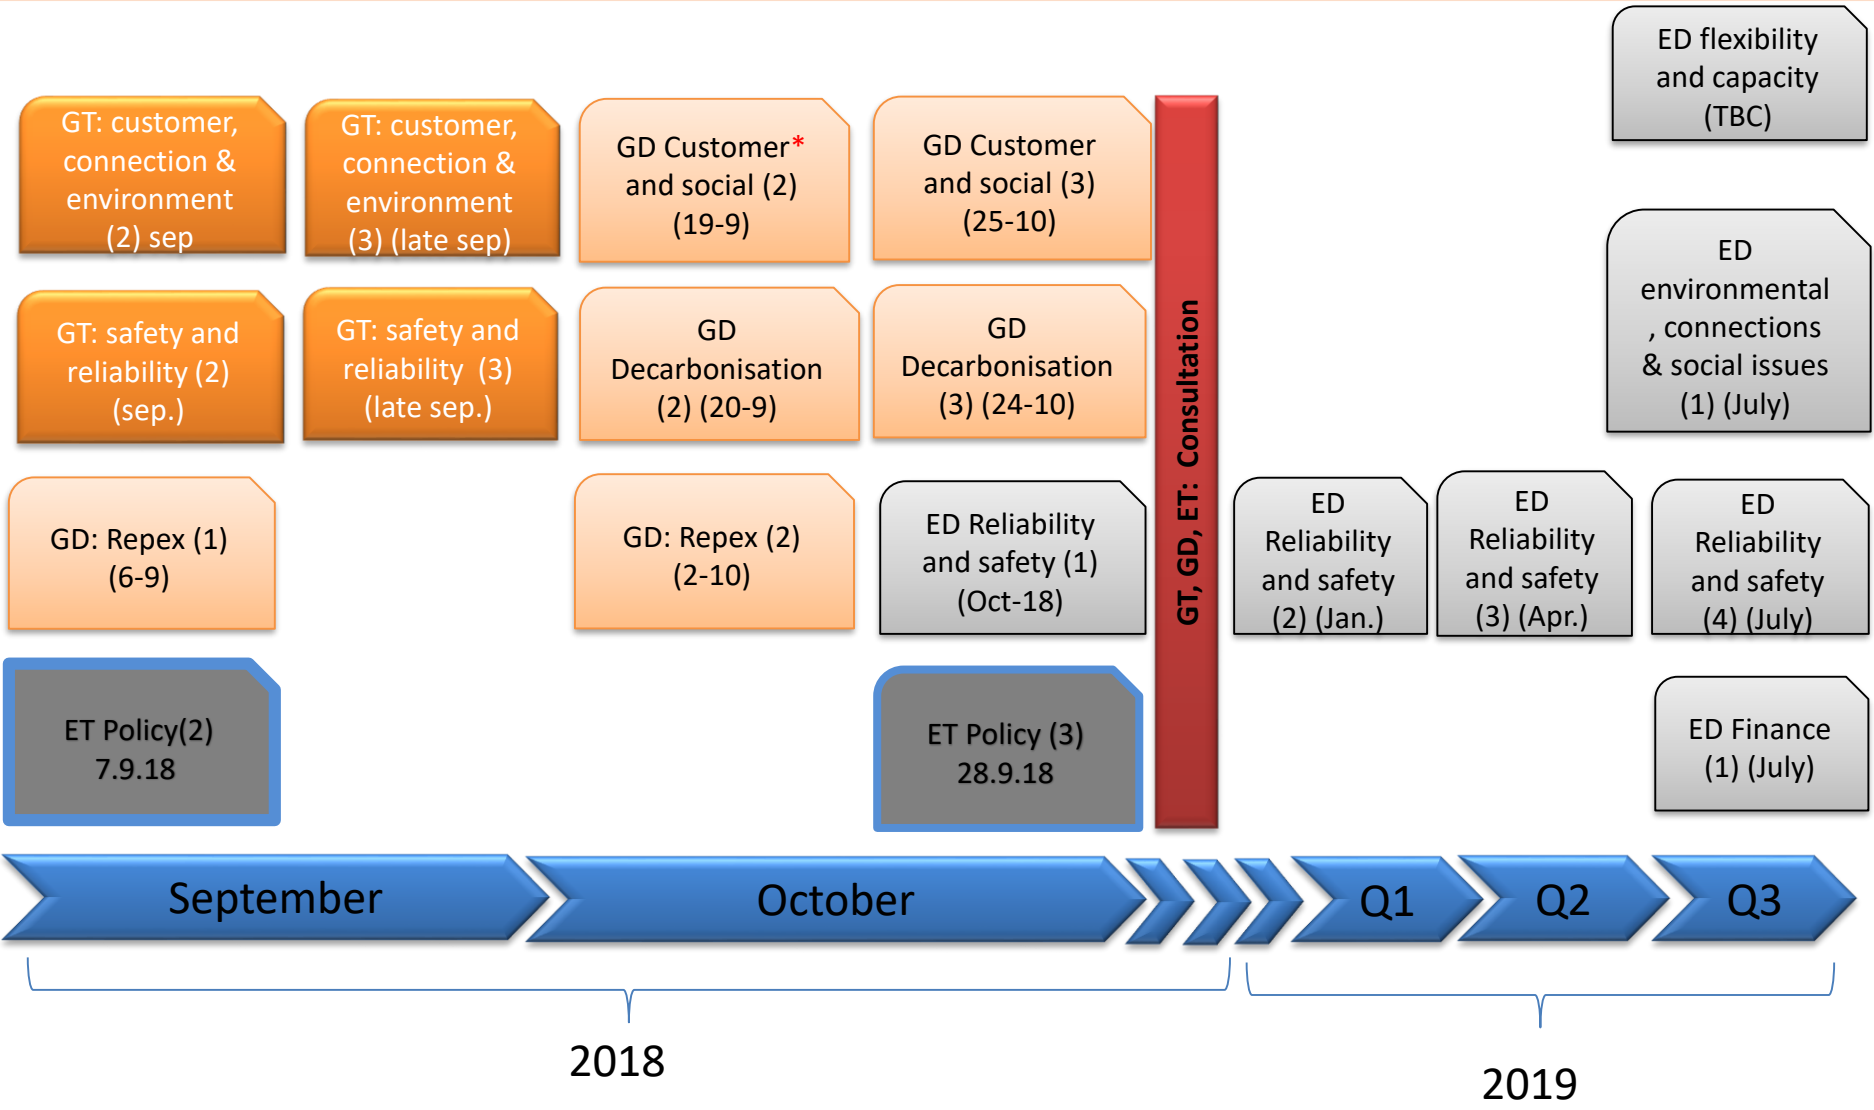 GT: customer,
connection &
environment
(2) sep
GT: customer,
connection &
environment
(3) (late sep)
GD Customer*
and social (2)
(19-9)
GD Customer
and social (3)
(25-10)
ED flexibility
and capacity
(TBC)
GT: safety and
reliability (2)
(sep.)
GT: safety and
reliability (3)
(late sep.)
GD
Decarbonisation
(2) (20-9)
GD
Decarbonisation
(3) (24-10)
ED
environmental
, connections
& social issues
(1) (July)
GD: Repex (1)
(6-9)
GD: Repex (2)
(2-10)
ED Reliability
and safety (1)
(Oct-18)
GT, GD, ET: Consultation
ED
Reliability
and safety
(2) (Jan.)
ED
Reliability
and safety
(3) (Apr.)
ED
Reliability
and safety
(4) (July)
ET Policy(2)
7.9.18
ET Policy (3)
28.9.18
ED Finance
(1) (July)
September
October
Q1
Q2
Q3
2018
2019